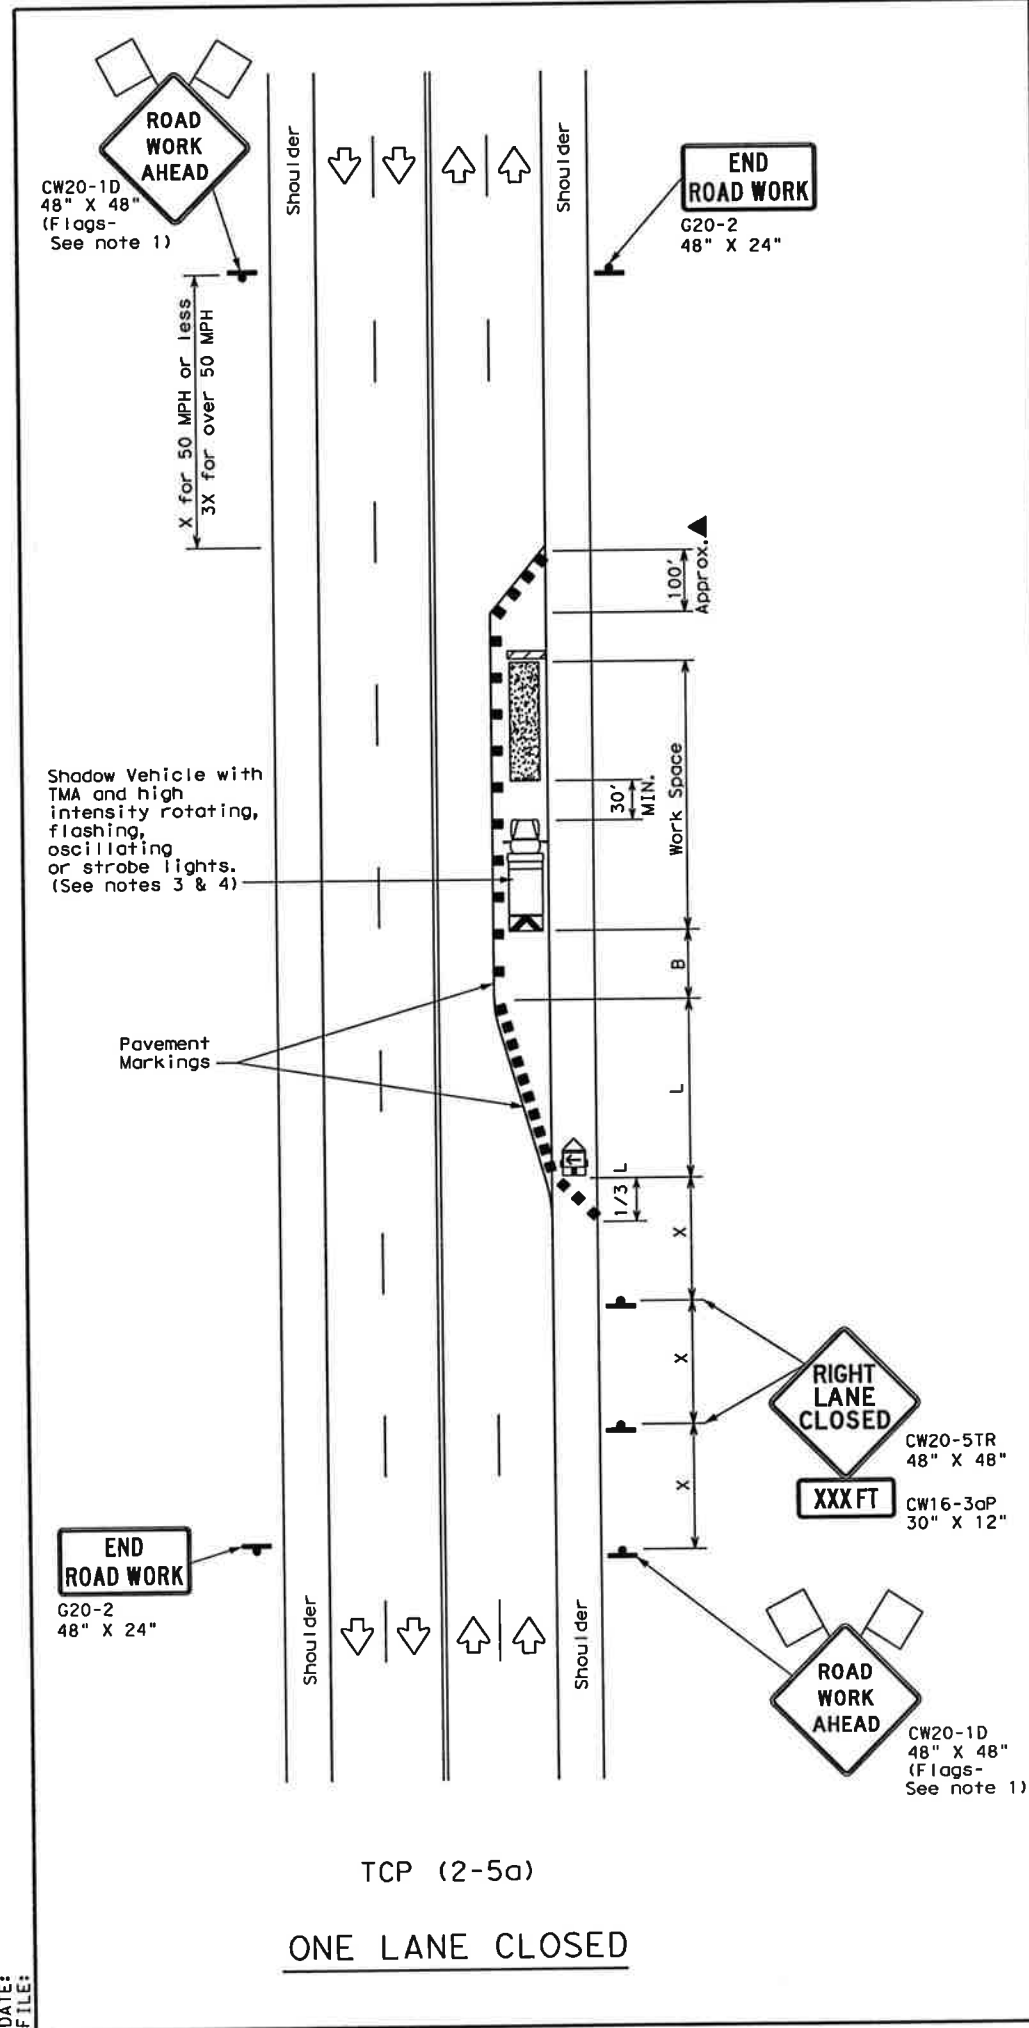 ROAD
WORK
AHEAD
CW20-1D
48" X 48"
(Flags-
See note 1)
Shoulder
Shoulder
END
ROAD WORK
G20-2
48" X 24"
X for 50 MPH or less
3X for over 50 MPH
100'
Approx.
Shadow Vehicle with
TMA and high
intensity rotating,
flashing,
oscillating
or strobe lights.
(See notes 3 & 4)
30'
MIN.
Work Space
B
Pavement
Markings
L
1/3 L
X
X
X
RIGHT
LANE
CLOSED
CW20-5TR
48" X 48"
XXX FT
CW16-3aP
30" X 12"
END
ROAD WORK
G20-2
48" X 24"
Shoulder
Shoulder
ROAD
WORK
AHEAD
CW20-1D
48" X 48"
(Flags-
See note 1)
TCP (2-5a)
ONE LANE CLOSED
DATE:
FILE: